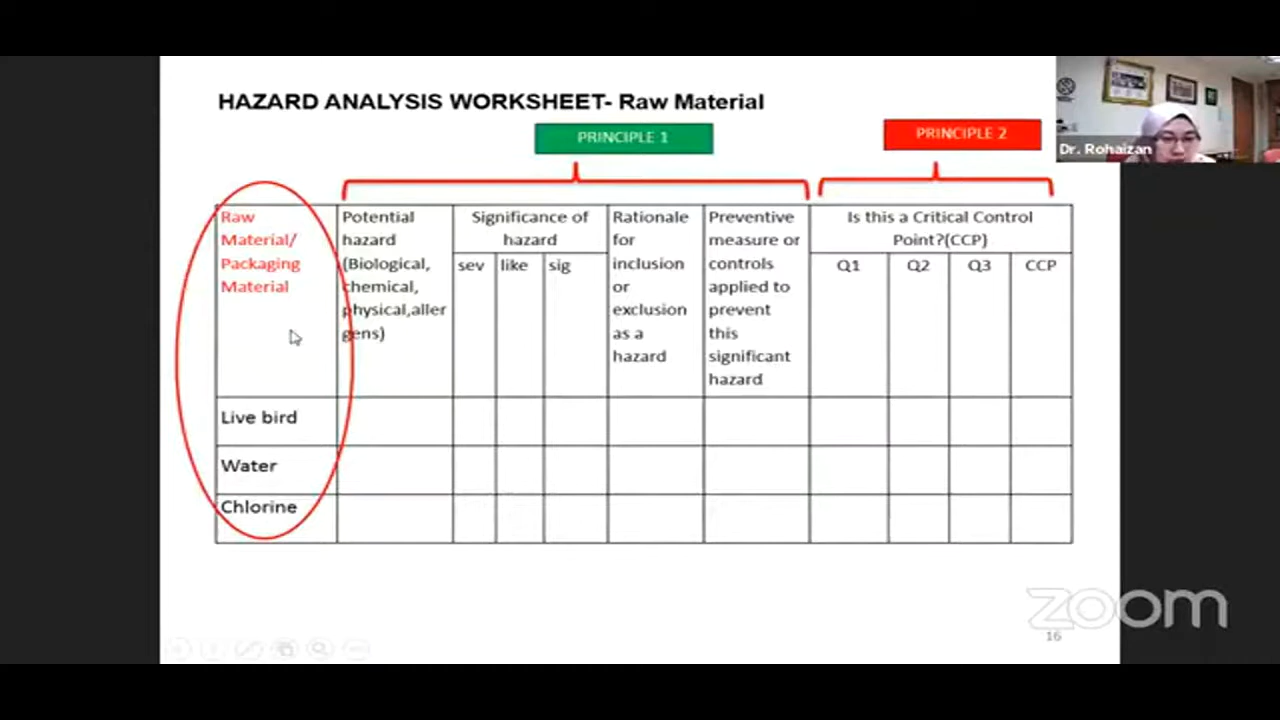 HAZARD ANALYSIS WORKSHEET- Raw Material
PRINCIPLE 1
PRINCIPLE 2
Dr. Rohaizan
Raw
Material/
Packaging
Material
Potential
hazard
(Biological,
chemical,
physical,aller
gens)
Significance of
hazard
sev like sig
Rationale
for
inclusion
or
exclusion
as a
hazard
Preventive
measure or
controls
applied to
prevent
this
significant
hazard
Is this a Critical Control
Point?(CCP)
Q1 Q2 Q3 CCP
Live bird
Water
Chlorine
zoom
16